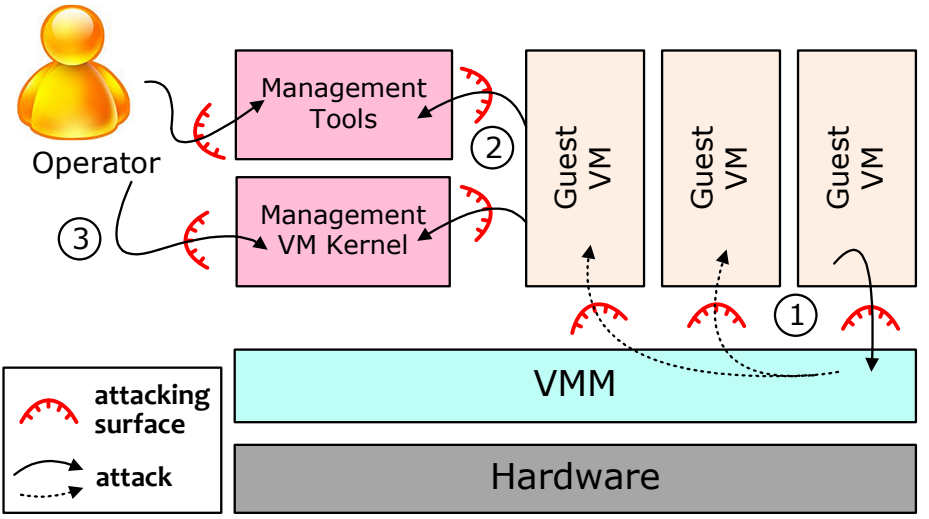 Operator
Management
Tools
Management
VM Kernel
Guest
VM
Guest
VM
Guest
VM
2
3
1
VMM
Hardware
attacking
surface
attack